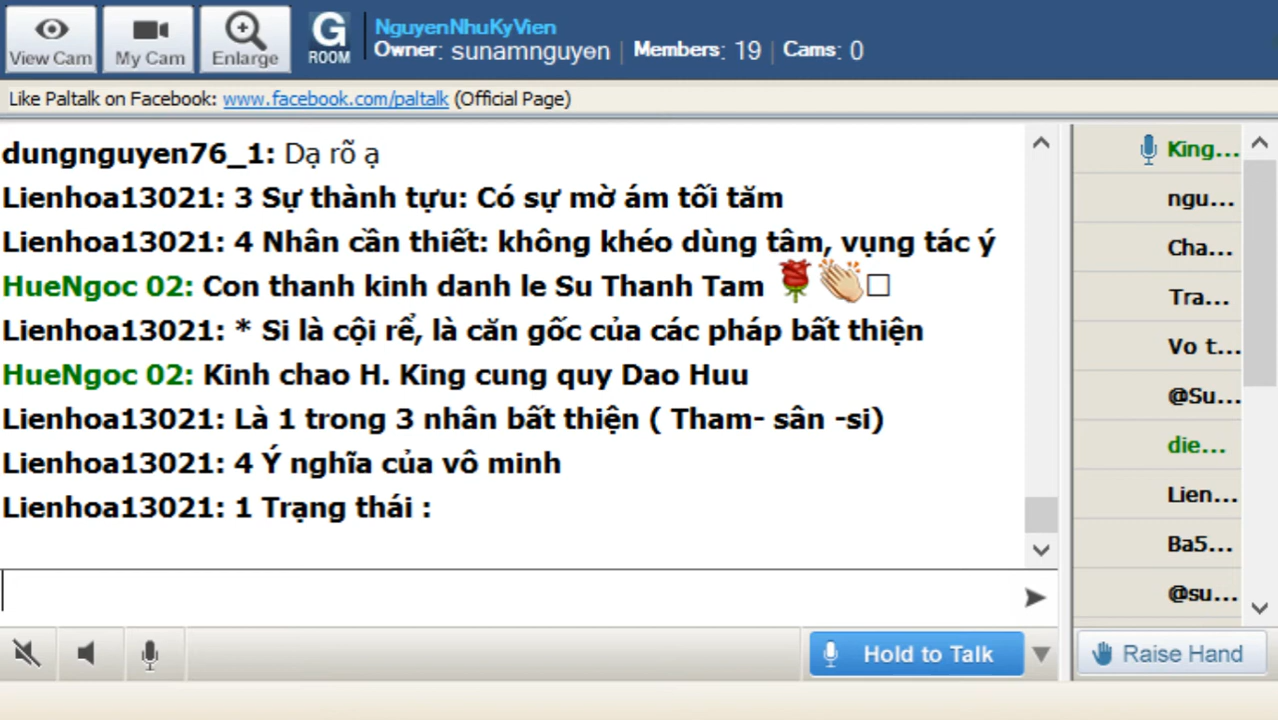 View Cam
My Cam
Enlarge
G
ROOM
NguyenNhuKyVien
Owner: sunamnguyen | Members: 19 | Cams: 0
Like Paltalk on Facebook: www.facebook.com/paltalk (Official Page)
dungnguyen76_1: Dạ rõ ạ
Lienhoa13021: 3 Sự thành tựu: Có sự mờ ám tối tăm
Lienhoa13021: 4 Nhân cần thiết: không khéo dùng tâm, vụng tác ý
HueNgoc 02: Con thanh kinh danh le Su Thanh Tam
Lienhoa13021: * Si là cội rể, là căn gốc của các pháp bất thiện
HueNgoc 02: Kinh chao H. King cung quy Dao Huu
Lienhoa13021: Là 1 trong 3 nhân bất thiện ( Tham- sân -si)
Lienhoa13021: 4 Ý nghĩa của vô minh
Lienhoa13021: 1 Trạng thái :
King...
ngu...
Cha...
Tra...
Vo t...
@Su...
die...
Lien...
Ba5...
@su...
Hold to Talk
Raise Hand